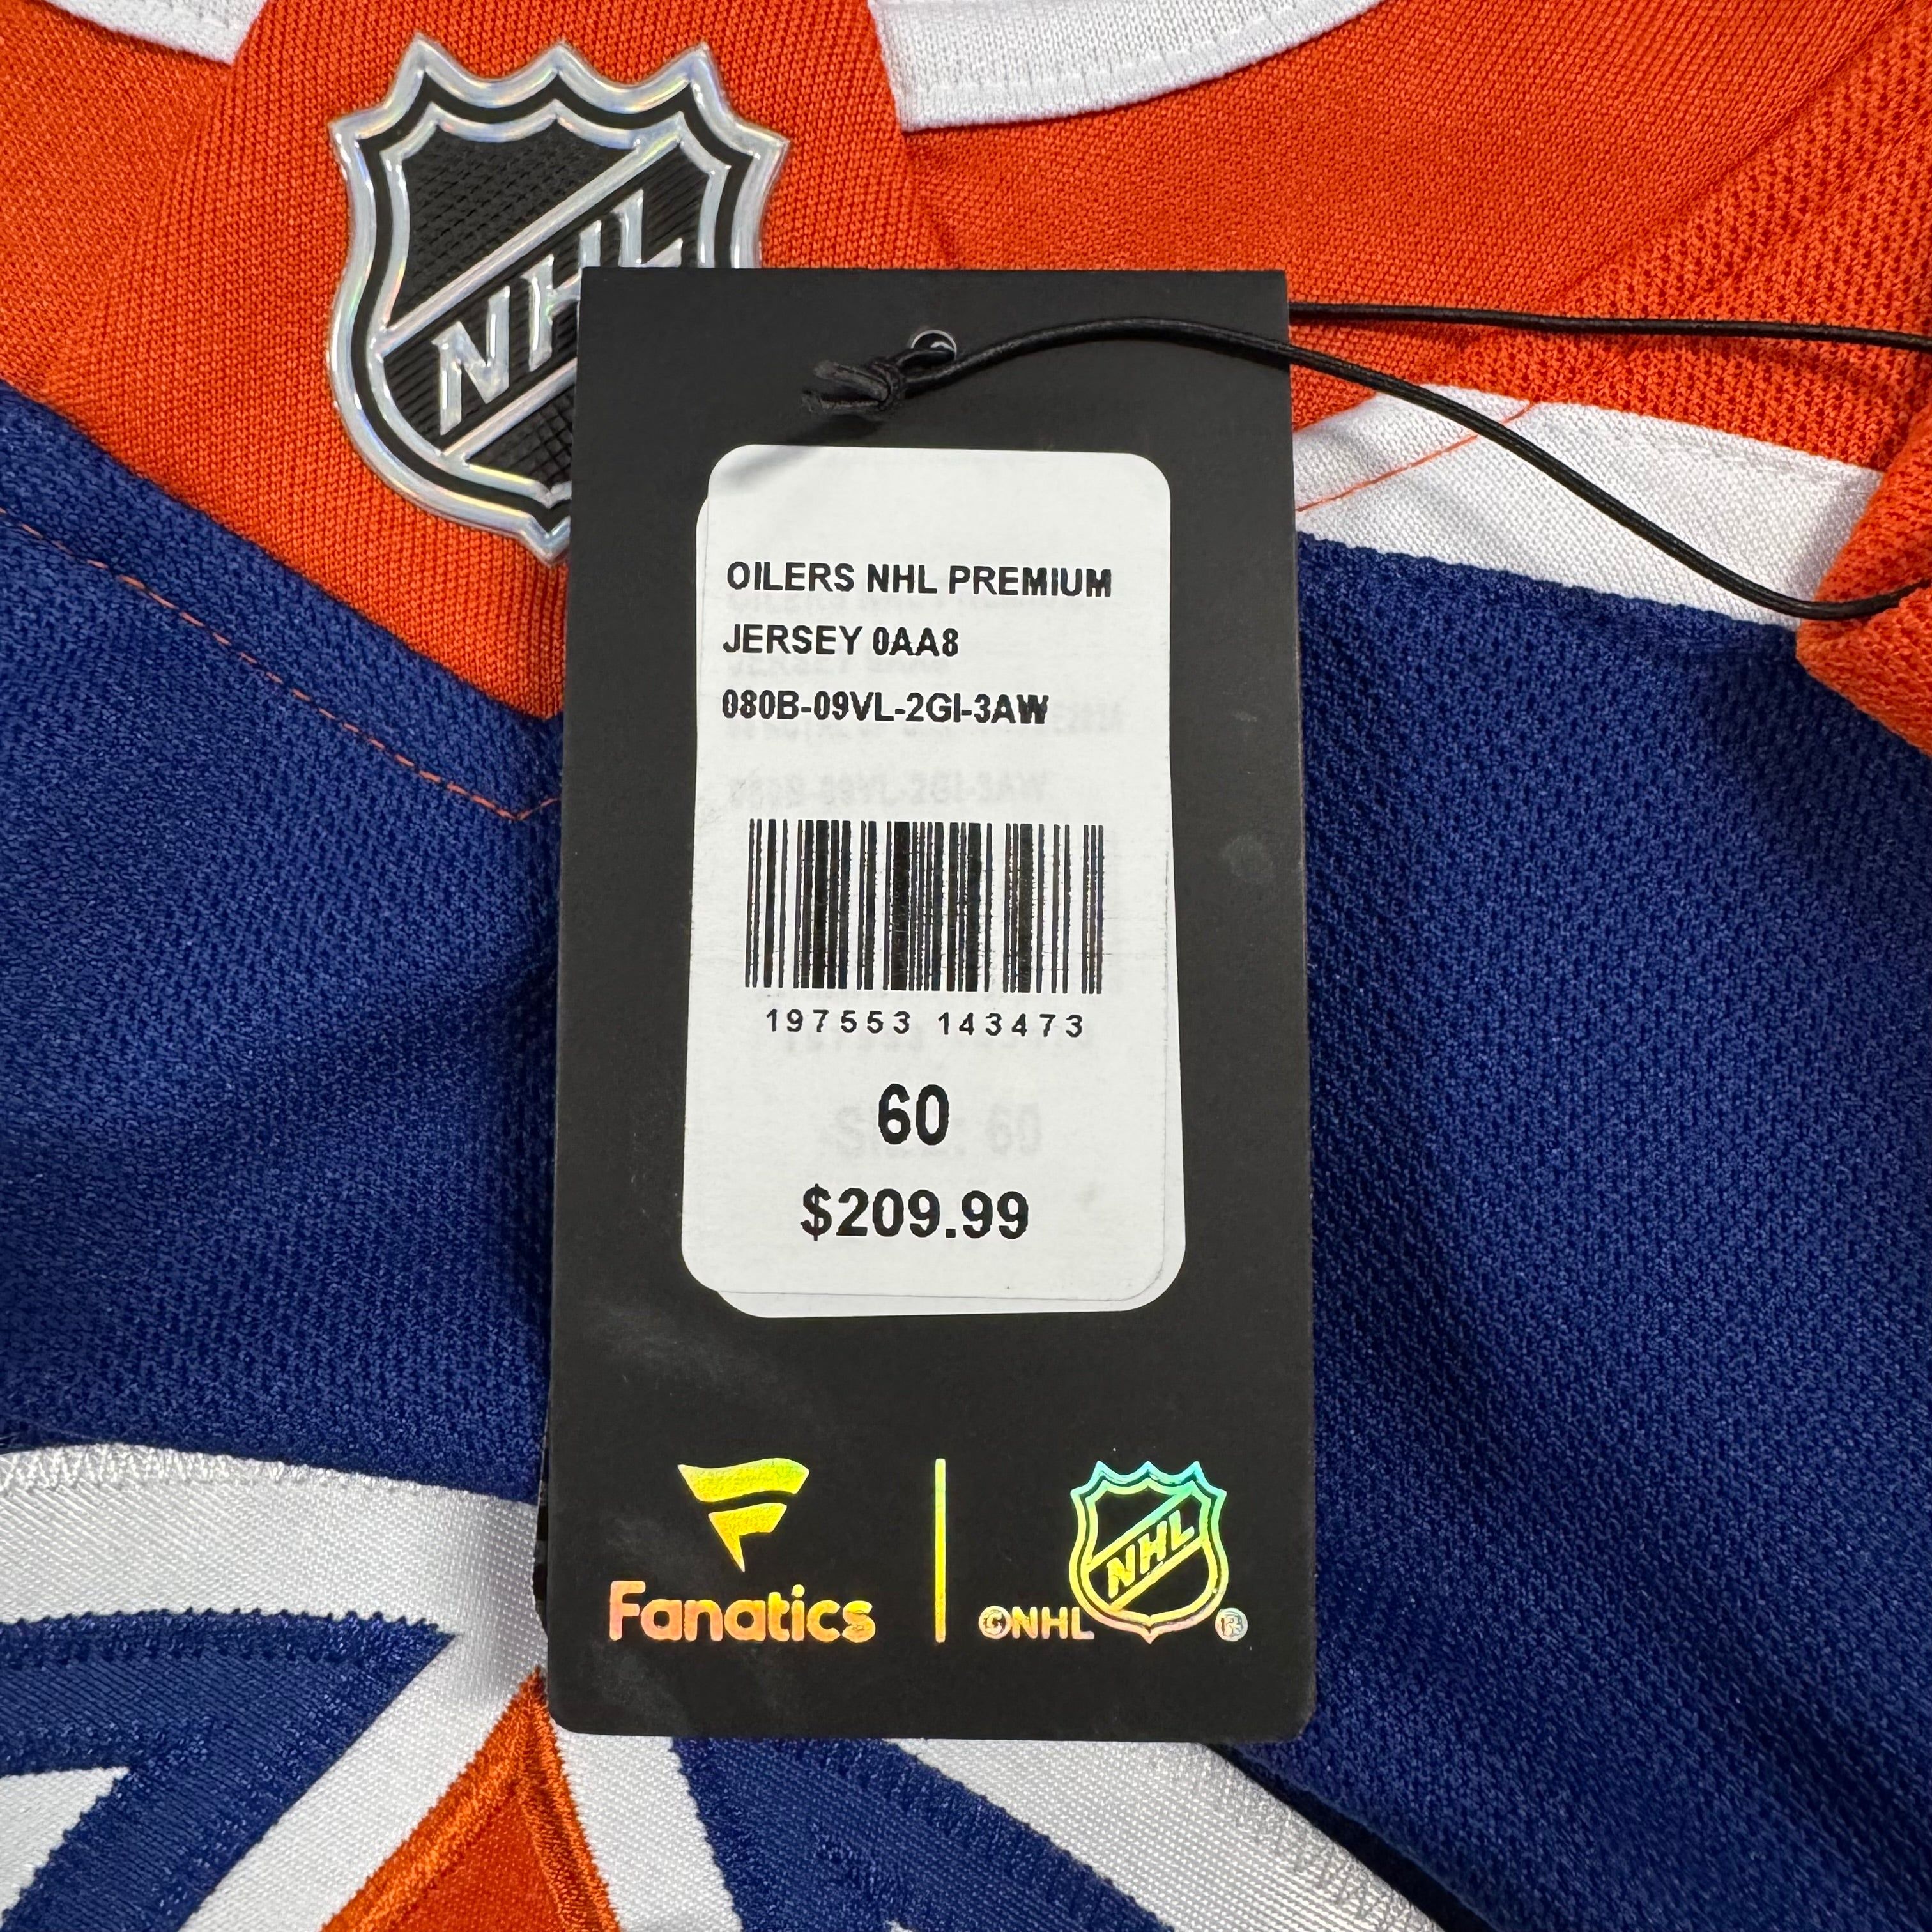 NHL
OILERS NHL PREMIUM
JERSEY 0AA8
080B-09VL-2GI-3AW
197553 143473
60
$209.99
Fanatics
©NHL NHL ®